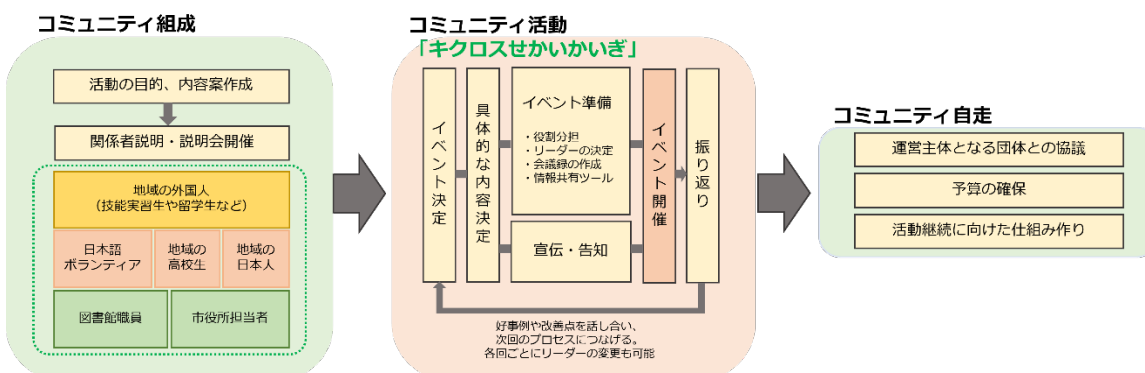 コミュニティ組成
活動の目的、内容案作成
関係者説明・説明会開催
地域の外国人
（技能実習生や留学生など）
日本語
ボランティア
地域の
高校生
地域の
日本人
図書館職員
市役所担当者
コミュニティ活動
「キクロスせかいかいぎ」
イベント決定
具体的な内容決定
イベント準備
・役割分担
・リーダーの決定
・会議録の作成
・情報共有ツール
宣伝・告知
イベント開催
振り返り
好事例や改善点を話し合い、
次回のプロセスにつなげる。
各回ごとにリーダーの変更も可能
コミュニティ自走
運営主体となる団体との協議
予算の確保
活動継続に向けた仕組み作り